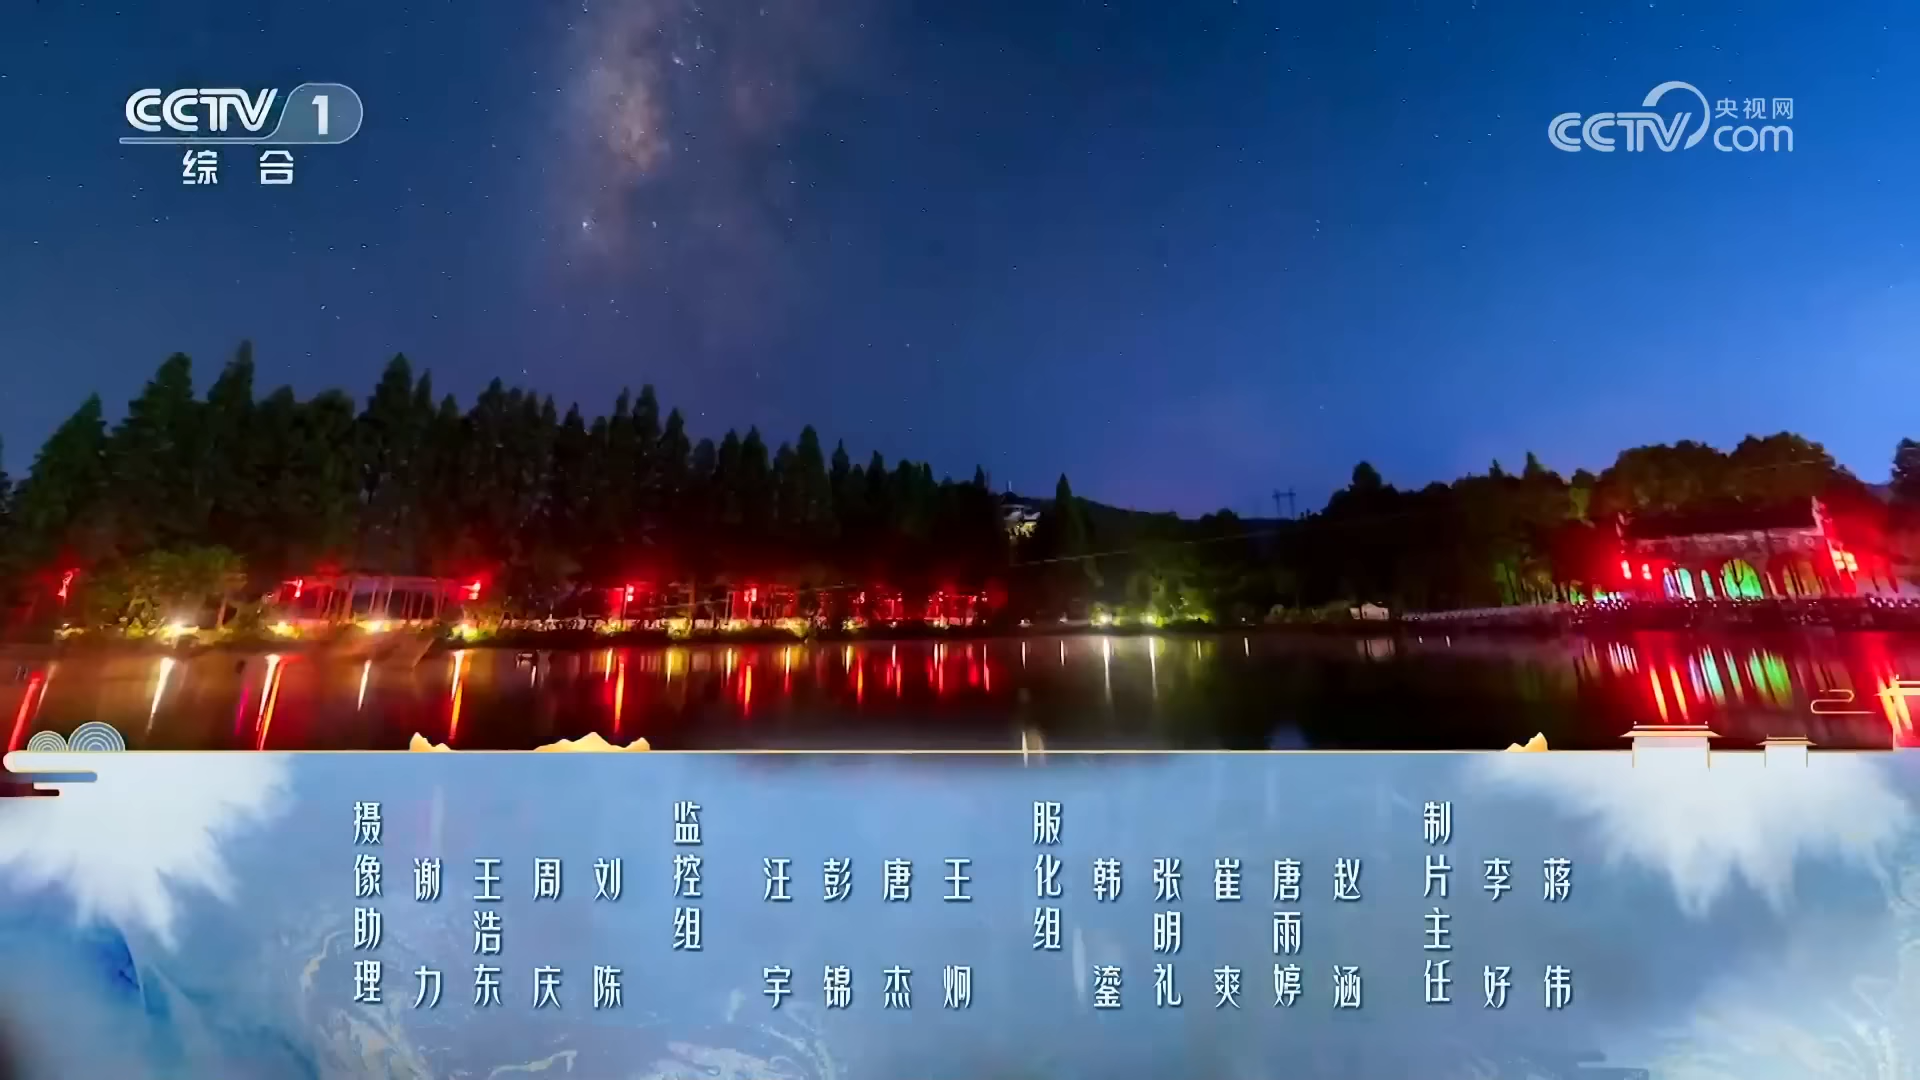 CCTV 1
综合
央视网
CCTV.com
摄像助理
谢力
王浩东
周庆
刘陈
监控组
汪宇
彭锦
唐杰
王炯
服化组
韩鎏
张明礼
崔爽
唐雨婷
赵涵
制片主任
李好
蒋伟